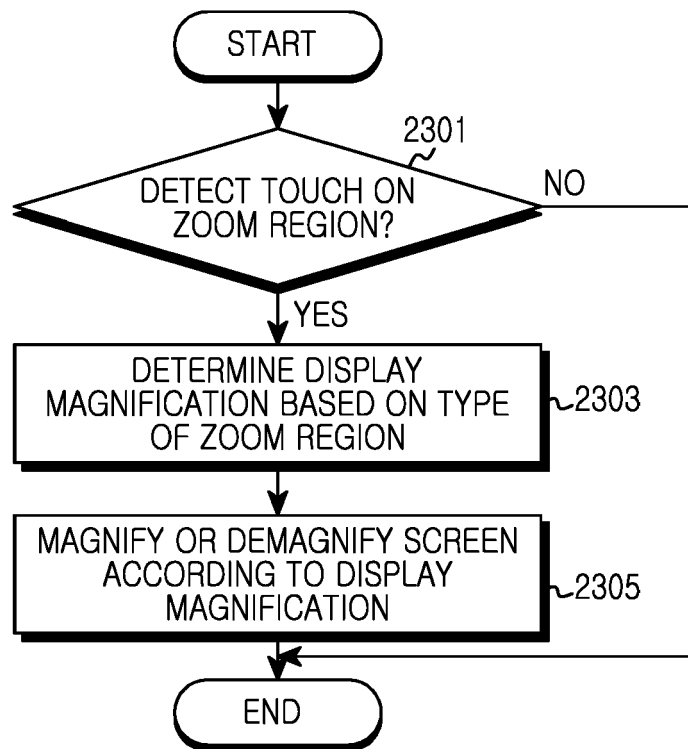 START
2301
DETECT TOUCH ON
ZOOM REGION?
NO
YES
DETERMINE DISPLAY
MAGNIFICATION BASED ON TYPE
OF ZOOM REGION
2303
MAGNIFY OR DEMAGNIFY SCREEN
ACCORDING TO DISPLAY
MAGNIFICATION
2305
END